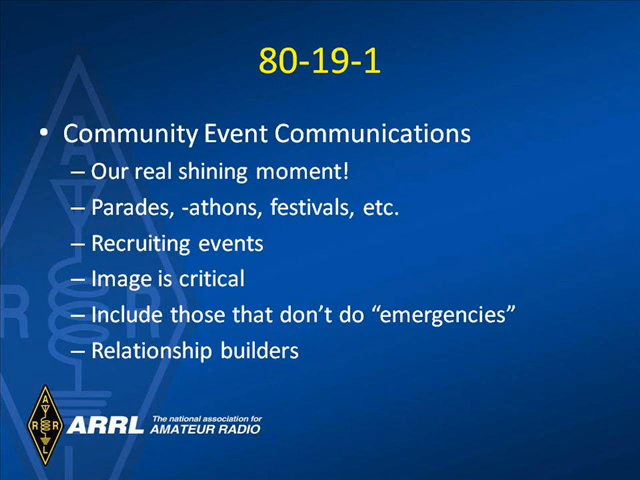 80-19-1
• Community Event Communications
– Our real shining moment!
– Parades, -athons, festivals, etc.
– Recruiting events
– Image is critical
– Include those that don’t do “emergencies”
– Relationship builders
A
R R
L
ARRL The national association for
AMATEUR RADIO
A
R R